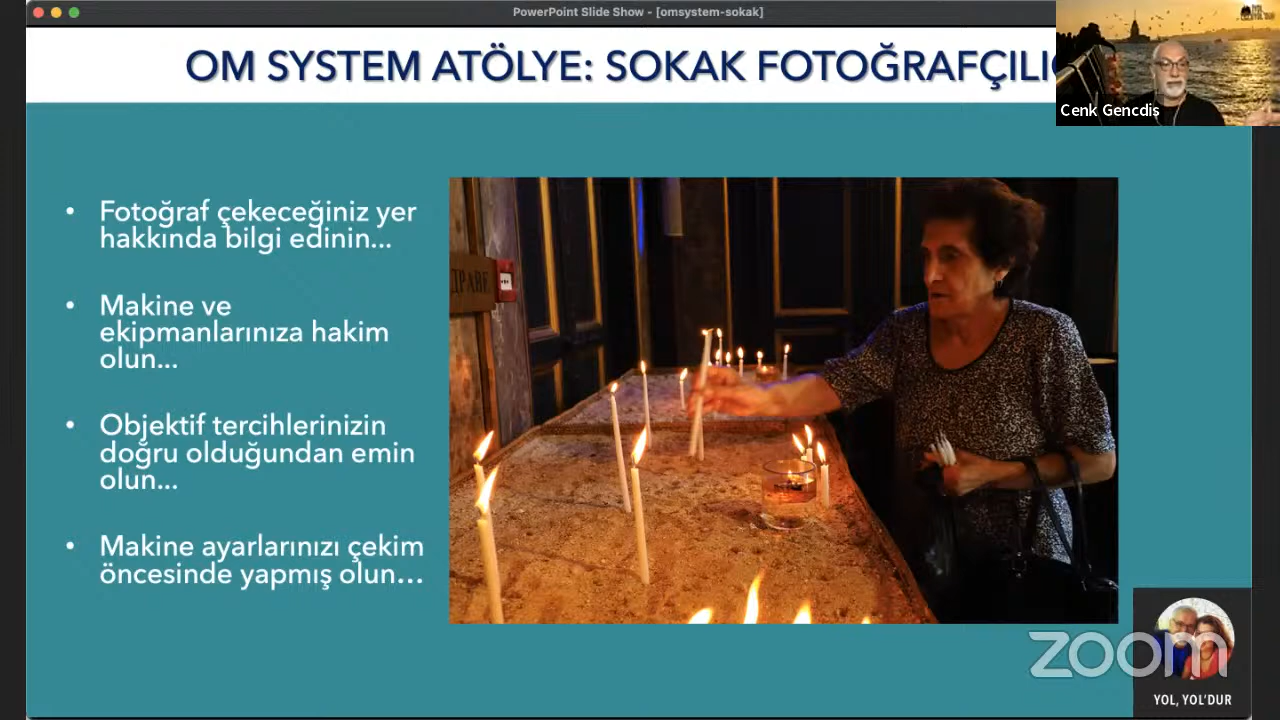 PowerPoint Slide Show - [omsystem-sokak]
OM SYSTEM ATÖLYE: SOKAK FOTOĞRAFÇILIĞ
Cenk Gencdiş
• Fotoğraf çekeceğiniz yer
hakkında bilgi edinin...
• Makine ve
ekipmanlarınıza hakim
olun...
• Objektif tercihlerinizin
doğru olduğundan emin
olun...
• Makine ayarlarınızı çekim
öncesinde yapmış olun...
zoom
YOL, YOL'DUR